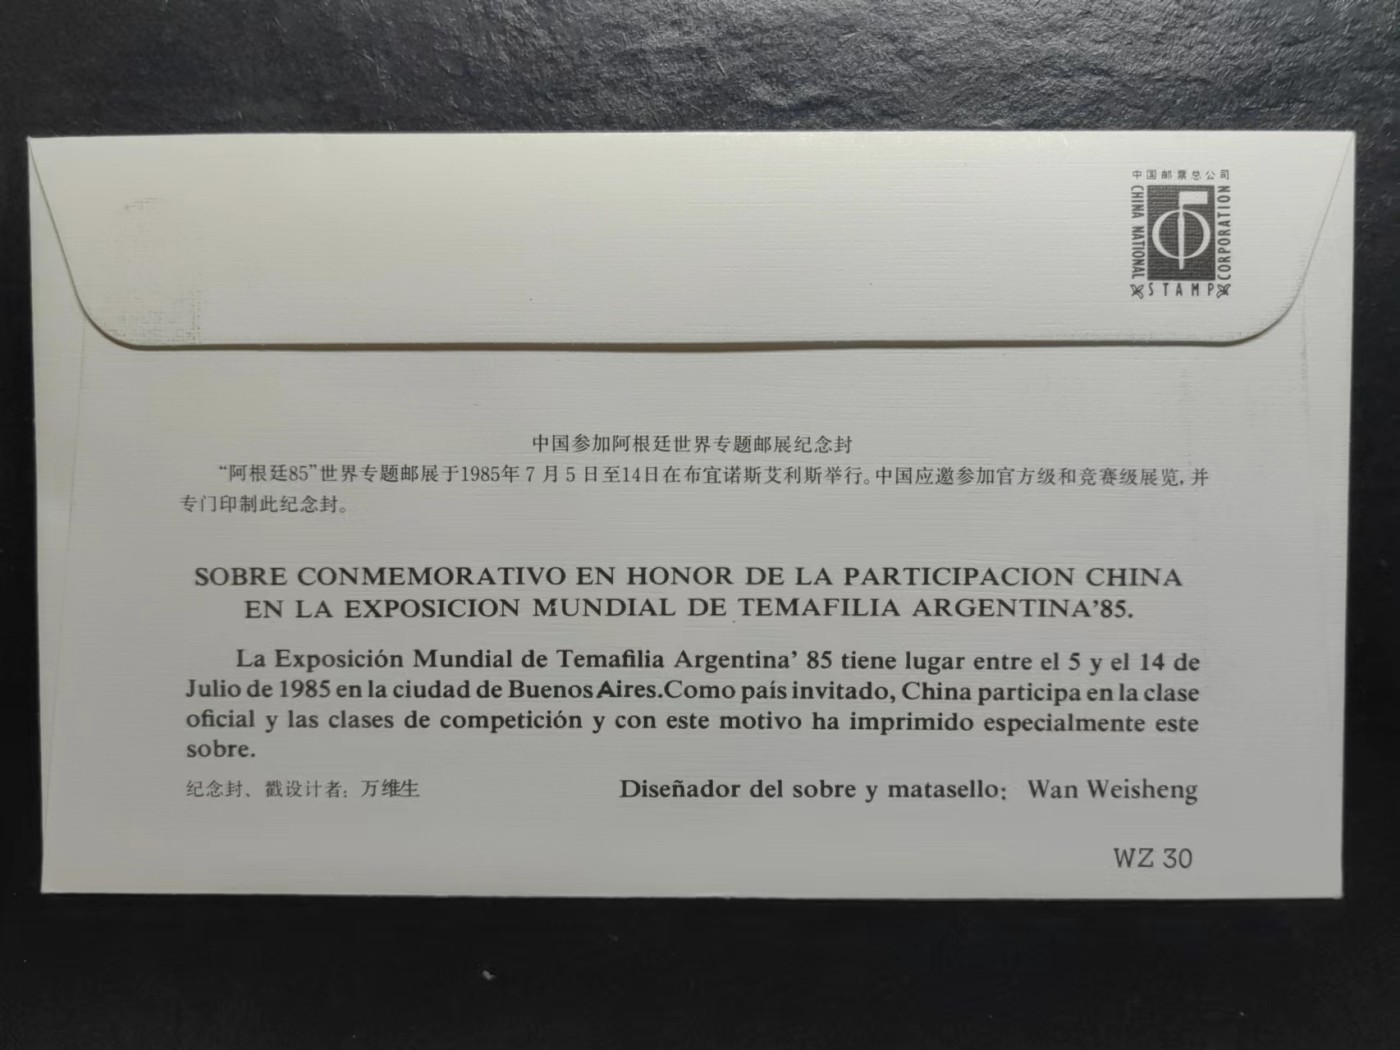 中国邮票总公司
CHINA NATIONAL
STAMP
CORPORATION
中国参加阿根廷世界专题邮展纪念封
“阿根廷85”世界专题邮展于1985年7月5日至14日在布宜诺斯艾利斯举行。中国应邀参加官方级和竞赛级展览,并
专门印制此纪念封。
SOBRE CONMEMORATIVO EN HONOR DE LA PARTICIPACION CHINA
EN LA EXPOSICION MUNDIAL DE TEMAFILIA ARGENTINA’85.
La Exposición Mundial de Temafilia Argentina’ 85 tiene lugar entre el 5 y el 14 de
Julio de 1985 en la ciudad de Buenos Aires.Como país invitado, China participa en la clase
oficial y las clases de competición y con este motivo ha imprimido especialmente este
sobre.
纪念封、戳设计者：万维生 Diseñador del sobre y matasello: Wan Weisheng
WZ 30